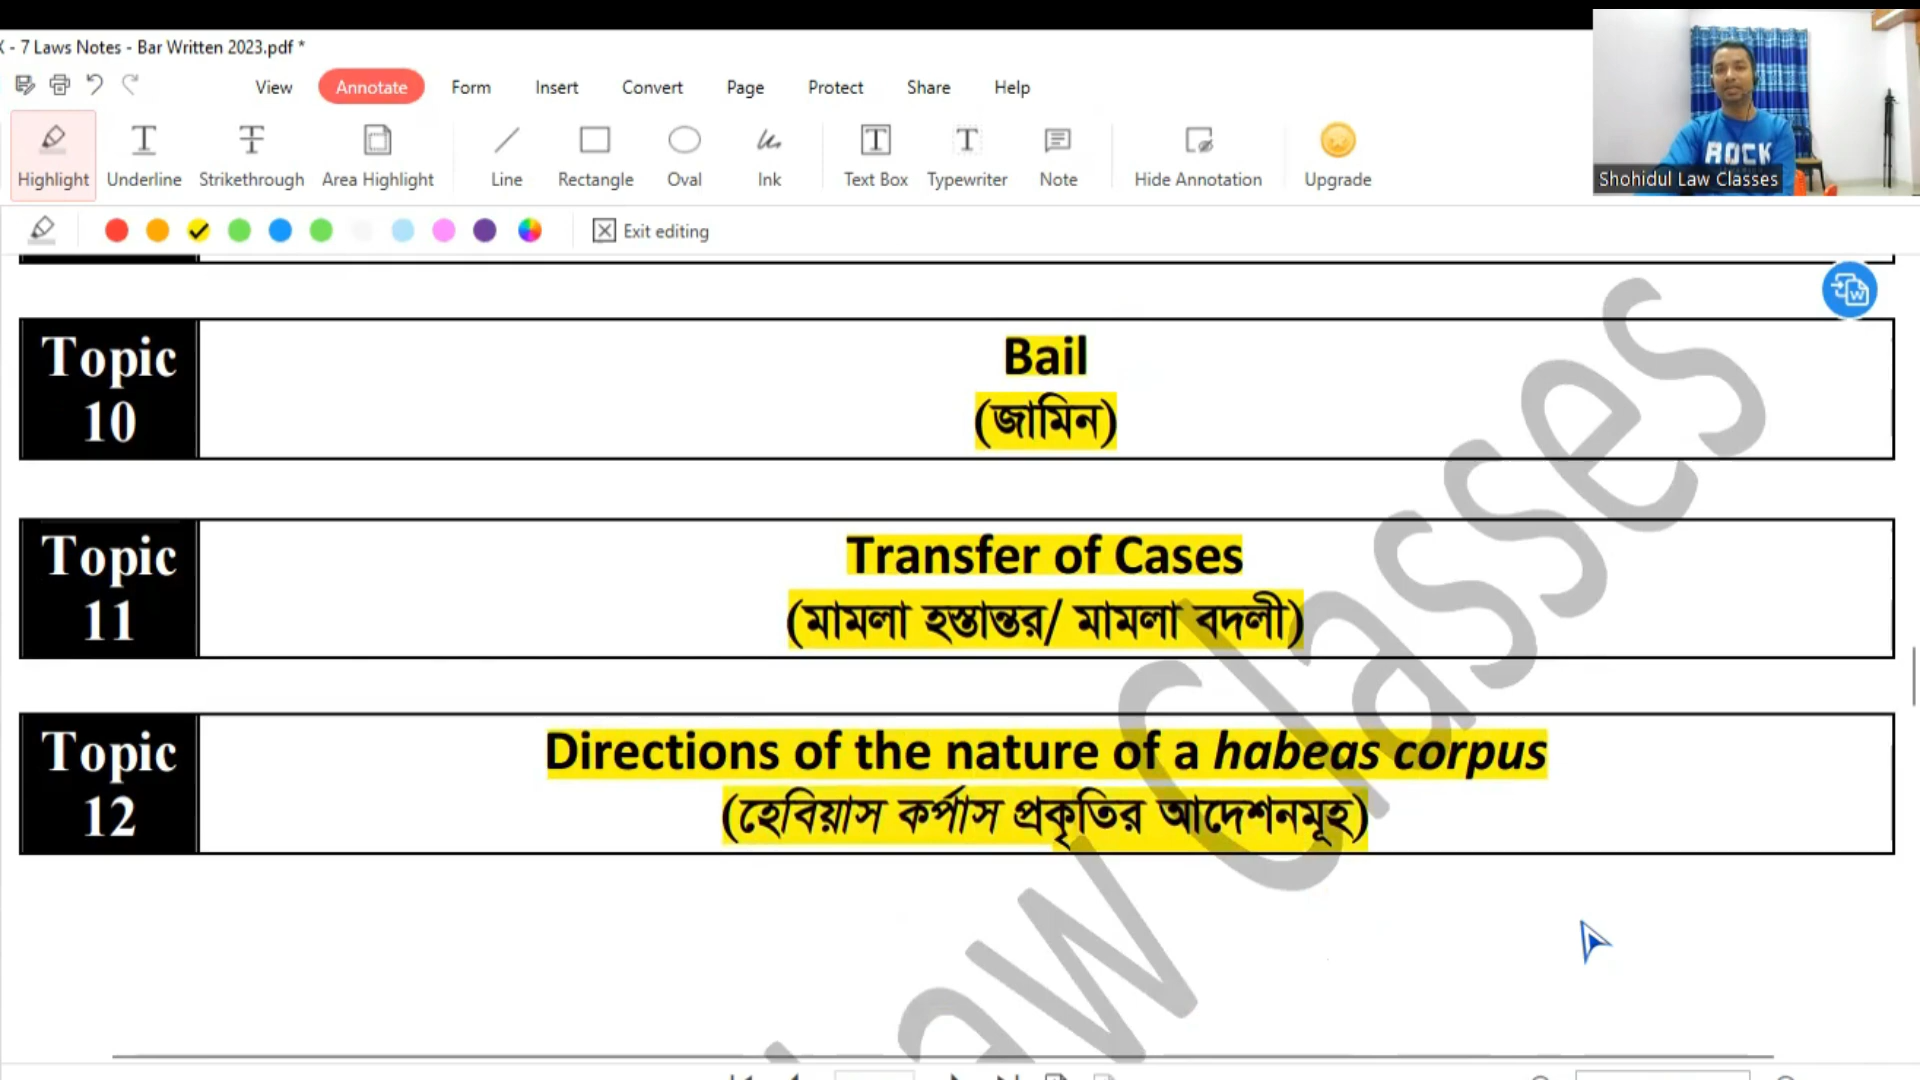 X - 7 Laws Notes - Bar Written 2023.pdf *
View Annotate Form Insert Convert Page Protect Share Help
Highlight Underline Strikethrough Area Highlight Line Rectangle Oval Ink Text Box Typewriter Note Hide Annotation Upgrade
ROCK
Shohidul Law Classes
Exit editing
Topic 10
Bail
(জামিন)
Topic 11
Transfer of Cases
(মামলা হস্তান্তর/ মামলা বদলী)
Topic 12
Directions of the nature of a habeas corpus
(হেবিয়াস কর্পাস প্রকৃতির আদেশনমূহ)
Law Classes